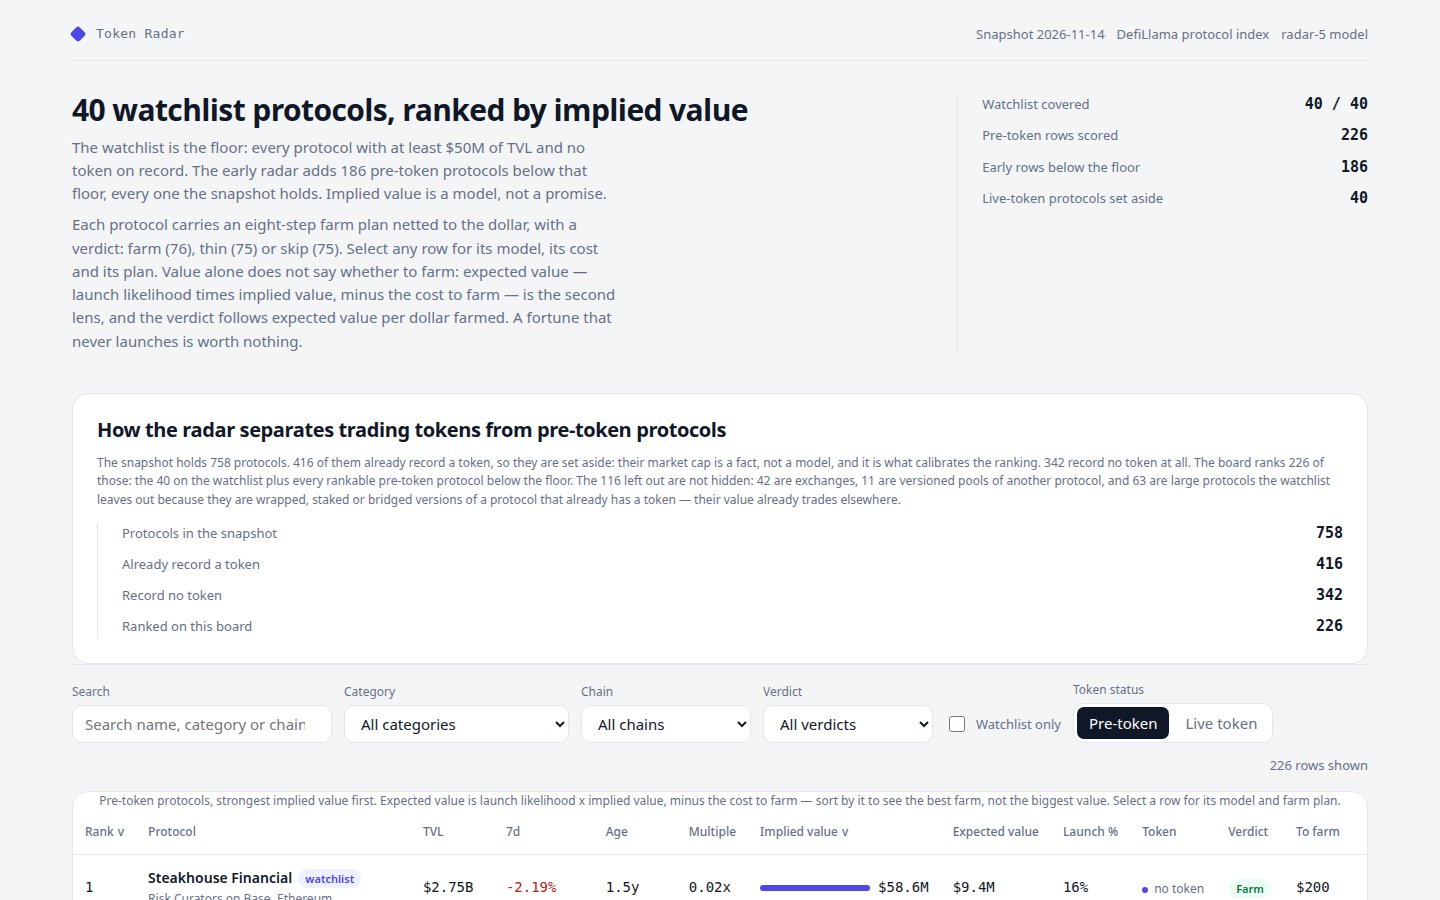 Token Radar
Snapshot 2026-11-14 DefiLlama protocol index radar-5 model
40 watchlist protocols, ranked by implied value
The watchlist is the floor: every protocol with at least $50M of TVL and no
token on record. The early radar adds 186 pre-token protocols below that
floor, every one the snapshot holds. Implied value is a model, not a promise.
Each protocol carries an eight-step farm plan netted to the dollar, with a
verdict: farm (76), thin (75) or skip (75). Select any row for its model, its cost
and its plan. Value alone does not say whether to farm: expected value —
launch likelihood times implied value, minus the cost to farm — is the second
lens, and the verdict follows expected value per dollar farmed. A fortune that
never launches is worth nothing.
Watchlist covered 40 / 40
Pre-token rows scored 226
Early rows below the floor 186
Live-token protocols set aside 40
How the radar separates trading tokens from pre-token protocols
The snapshot holds 758 protocols. 416 of them already record a token, so they are set aside: their market cap is a fact, not a model, and it is what calibrates the ranking. 342 record no token at all. The board ranks 226 of
those: the 40 on the watchlist plus every rankable pre-token protocol below the floor. The 116 left out are not hidden: 42 are exchanges, 11 are versioned pools of another protocol, and 63 are large protocols the watchlist
leaves out because they are wrapped, staked or bridged versions of a protocol that already has a token — their value already trades elsewhere.
Protocols in the snapshot 758
Already record a token 416
Record no token 342
Ranked on this board 226
Search Category Chain Verdict Token status
Search name, category or chain All categories All chains All verdicts Watchlist only Pre-token Live token
226 rows shown
Pre-token protocols, strongest implied value first. Expected value is launch likelihood x implied value, minus the cost to farm — sort by it to see the best farm, not the biggest value. Select a row for its model and farm plan.
Rank v Protocol TVL 7d Age Multiple Implied value v Expected value Launch % Token Verdict To farm
1 Steakhouse Financial watchlist $2.75B -2.19% 1.5y 0.02x $58.6M $9.4M 16% no token Farm $200
Risk Curators on Base, Ethereum